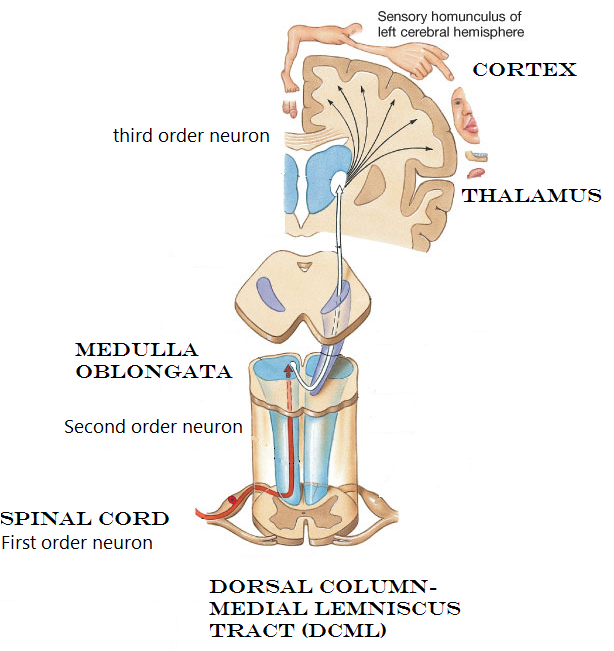 Sensory homunculus of
left cerebral hemisphere
CORTEX
third order neuron
THALAMUS
MEDULLA
OBLONGATA
Second order neuron
SPINAL CORD
First order neuron
DORSAL COLUMN-
MEDIAL LEMNISCUS
TRACT (DCML)